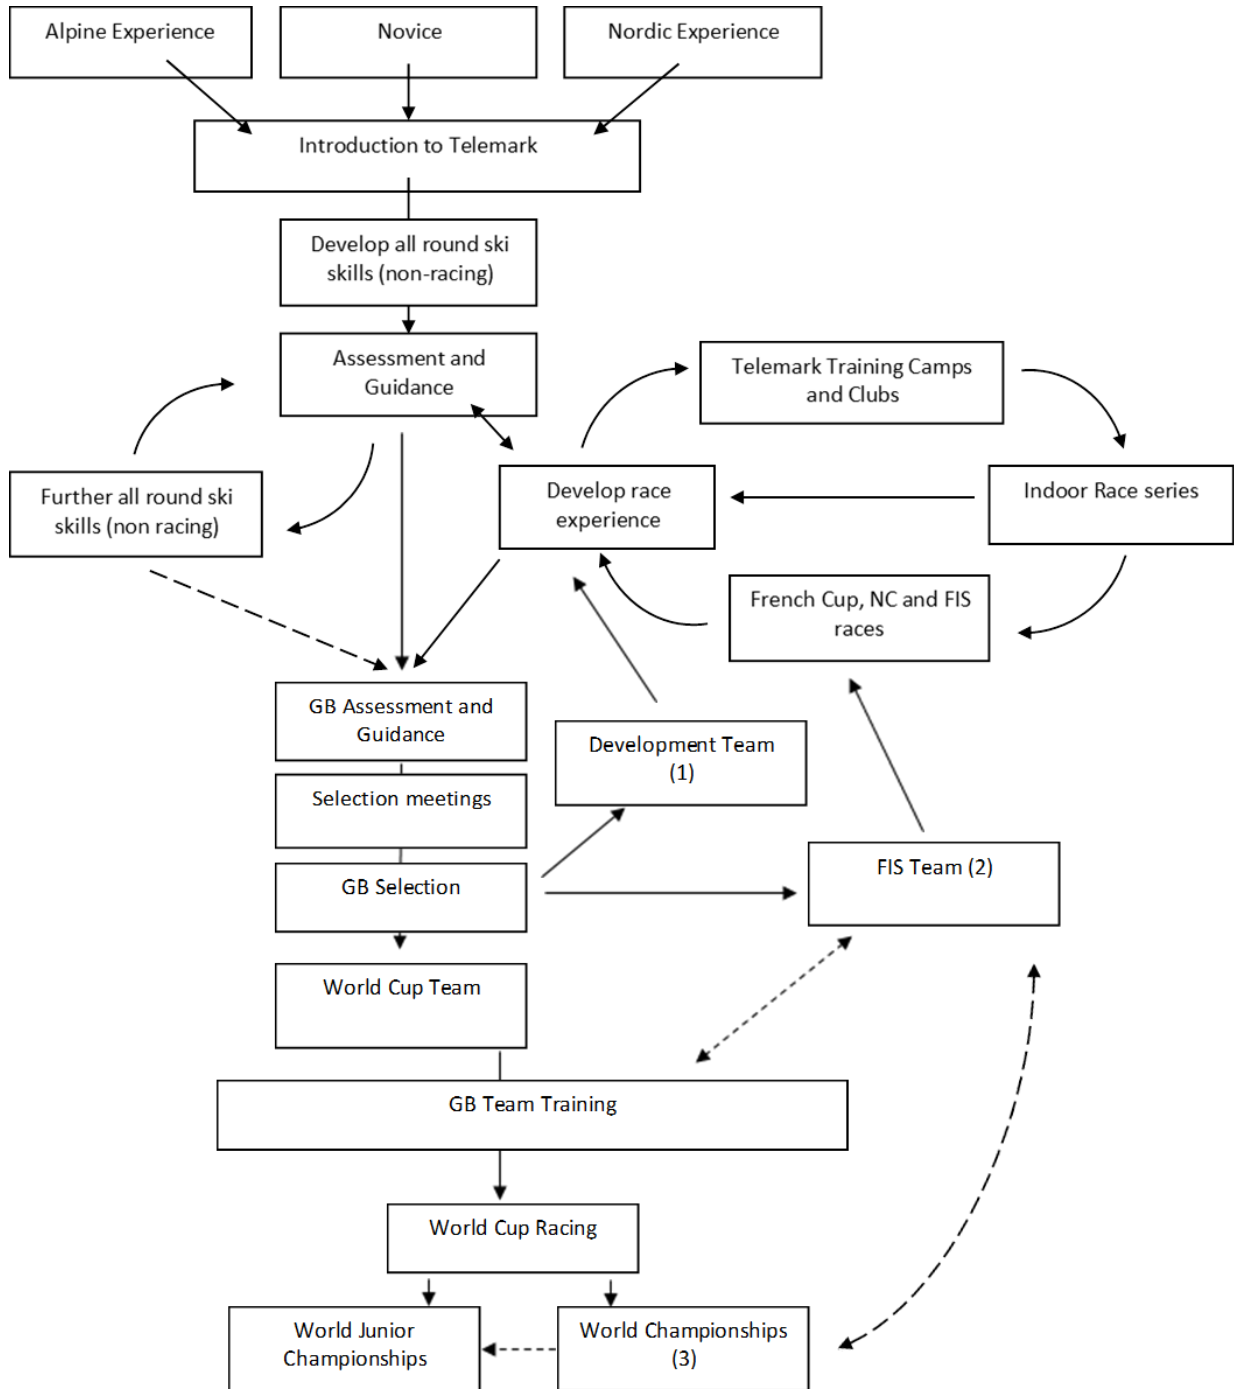 Alpine Experience
Novice
Nordic Experience
Introduction to Telemark
Develop all round ski
skills (non-racing)
Assessment and
Guidance
Telemark Training Camps
and Clubs
Further all round ski
skills (non racing)
Develop race
experience
Indoor Race series
French Cup, NC and FIS
races
GB Assessment and
Guidance
Development Team
(1)
Selection meetings
GB Selection
FIS Team (2)
World Cup Team
GB Team Training
World Cup Racing
World Junior
Championships
World Championships
(3)